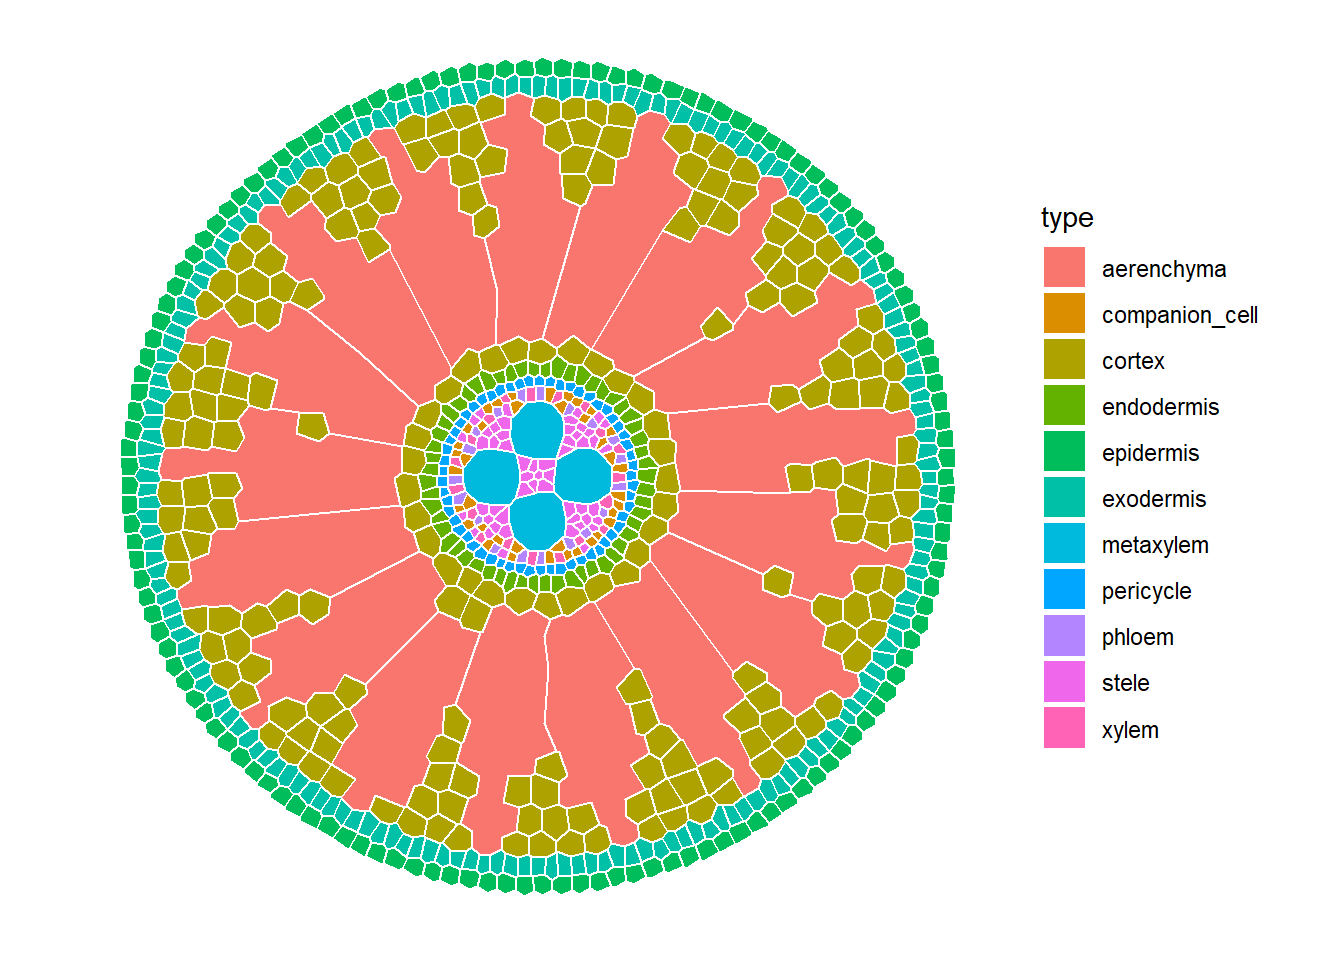 type
aerenchyma
companion_cell
cortex
endodermis
epidermis
exodermis
metaxylem
pericycle
phloem
stele
xylem